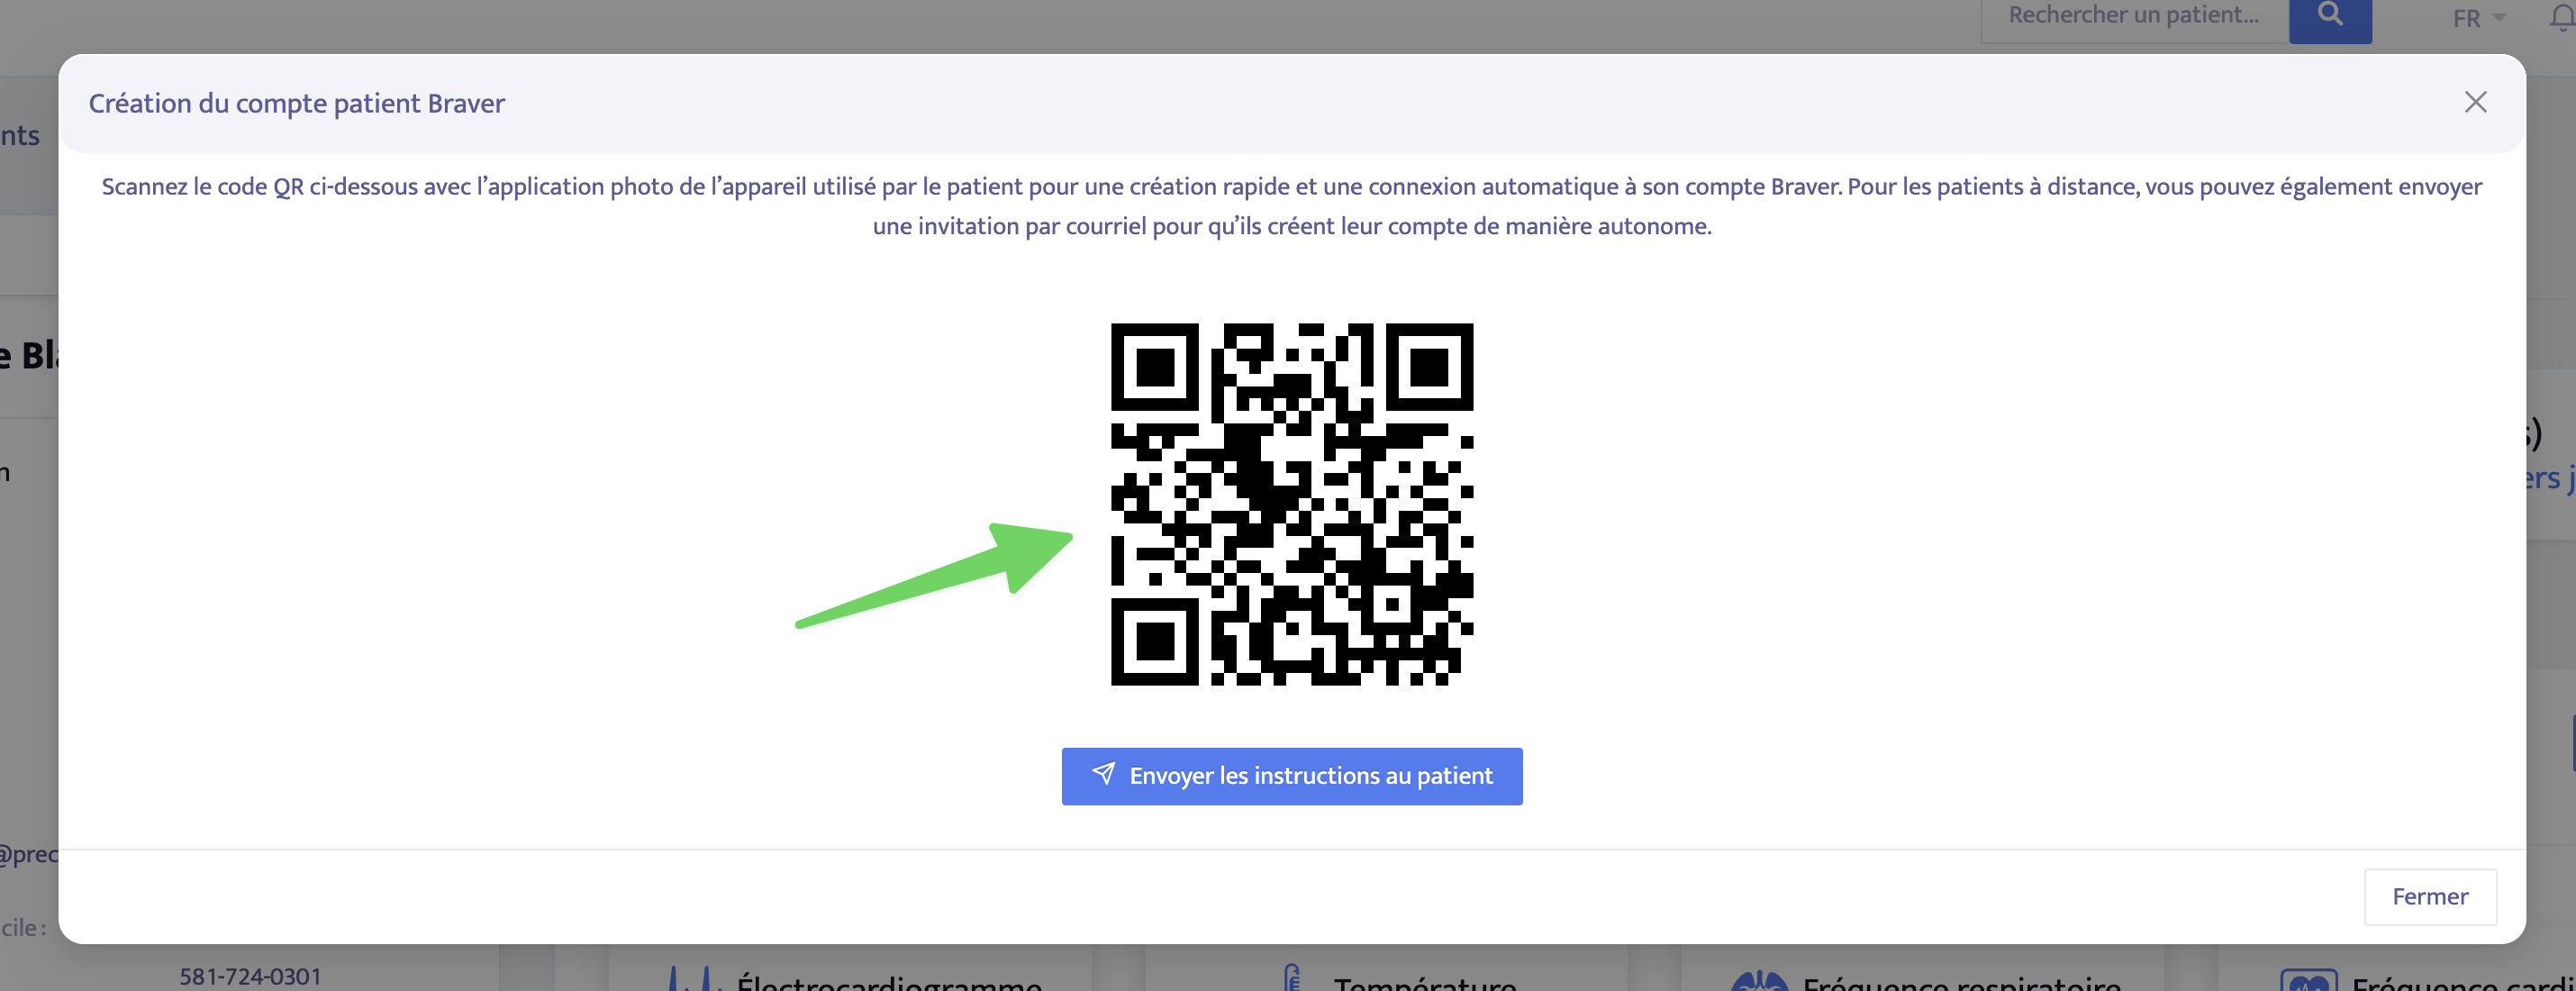 Rechercher un patient...
FR
Création du compte patient Braver
nts
Scannez le code QR ci-dessous avec l’application photo de l’appareil utilisé par le patient pour une création rapide et une connexion automatique à son compte Braver. Pour les patients à distance, vous pouvez également envoyer
une invitation par courriel pour qu’ils créent leur compte de manière autonome.
e Bla
s)
n
ers j
Envoyer les instructions au patient
@prec
Fermer
cile :
581-724-0301
Électrocardiogramme
Température
Fréquence respiratoire
Fréquence cardi